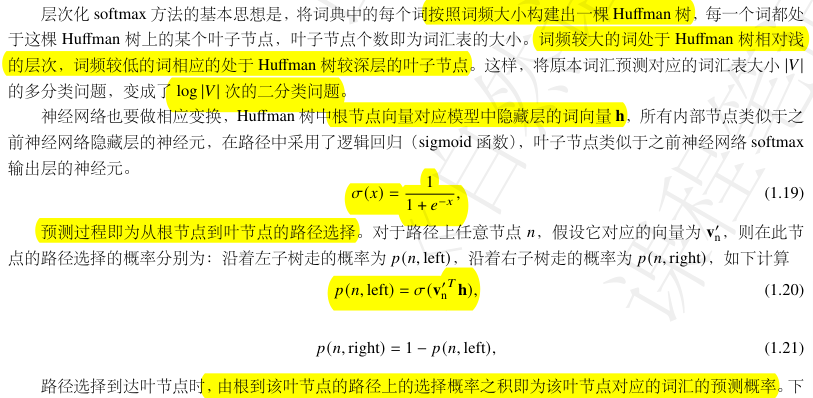 层次化 softmax 方法的基本思想是，将词典中的每个词按照词频大小构建出一棵 Huffman 树，每一个词都处
于这棵 Huffman 树上的某个叶子节点，叶子节点个数即为词汇表的大小。词频较大的词处于 Huffman 树相对浅
的层次，词频较低的词相应的处于 Huffman 树较深层的叶子节点。这样，将原本词汇预测对应的词汇表大小 |V|
的多分类问题、变成了 log |V| 次的二分类问题。
神经网络也要做相应变换，Huffman 树中根节点向量对应模型中隐藏层的词向量 h，所有内部节点类似于之
前神经网络隐藏层的神经元，在路径中采用了逻辑回归（sigmoid 函数），叶子节点类似于之前神经网络 softmax
输出层的神经元。
σ(x) = 1 / (1 + e^{-x}), (1.19)
预测过程即为从根节点到叶节点的路径选择。对于路径上任意节点 n，假设它对应的向量为 v′_n，则在此节
点的路径选择的概率分别为：沿着左子树走的概率为 p(n, left)，沿着右子树走的概率为 p(n, right)，如下计算
p(n, left) = σ(v′_n^T h), (1.20)
p(n, right) = 1 − p(n, left), (1.21)
路径选择到达叶节点时，由根到该叶节点的路径上的选择概率之积即为该叶节点对应的词汇的预测概率。下